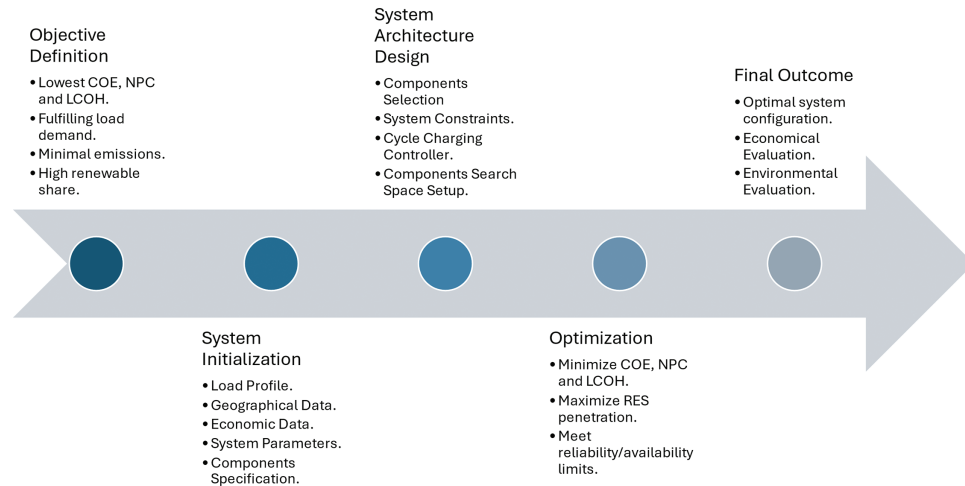 Objective
Definition
• Lowest COE, NPC
and LCOH.
• Fulfilling load
demand.
• Minimal emissions.
• High renewable
share.
System
Initialization
• Load Profile.
• Geographical Data.
• Economic Data.
• System Parameters.
• Components
Specification.
System
Architecture
Design
• Components
Selection
• System Constraints.
• Cycle Charging
Controller.
• Components Search
Space Setup.
Optimization
• Minimize COE, NPC
and LCOH.
• Maximize RES
penetration.
• Meet
reliability/availability
limits.
Final Outcome
• Optimal system
configuration.
• Economical
Evaluation.
• Environmental
Evaluation.